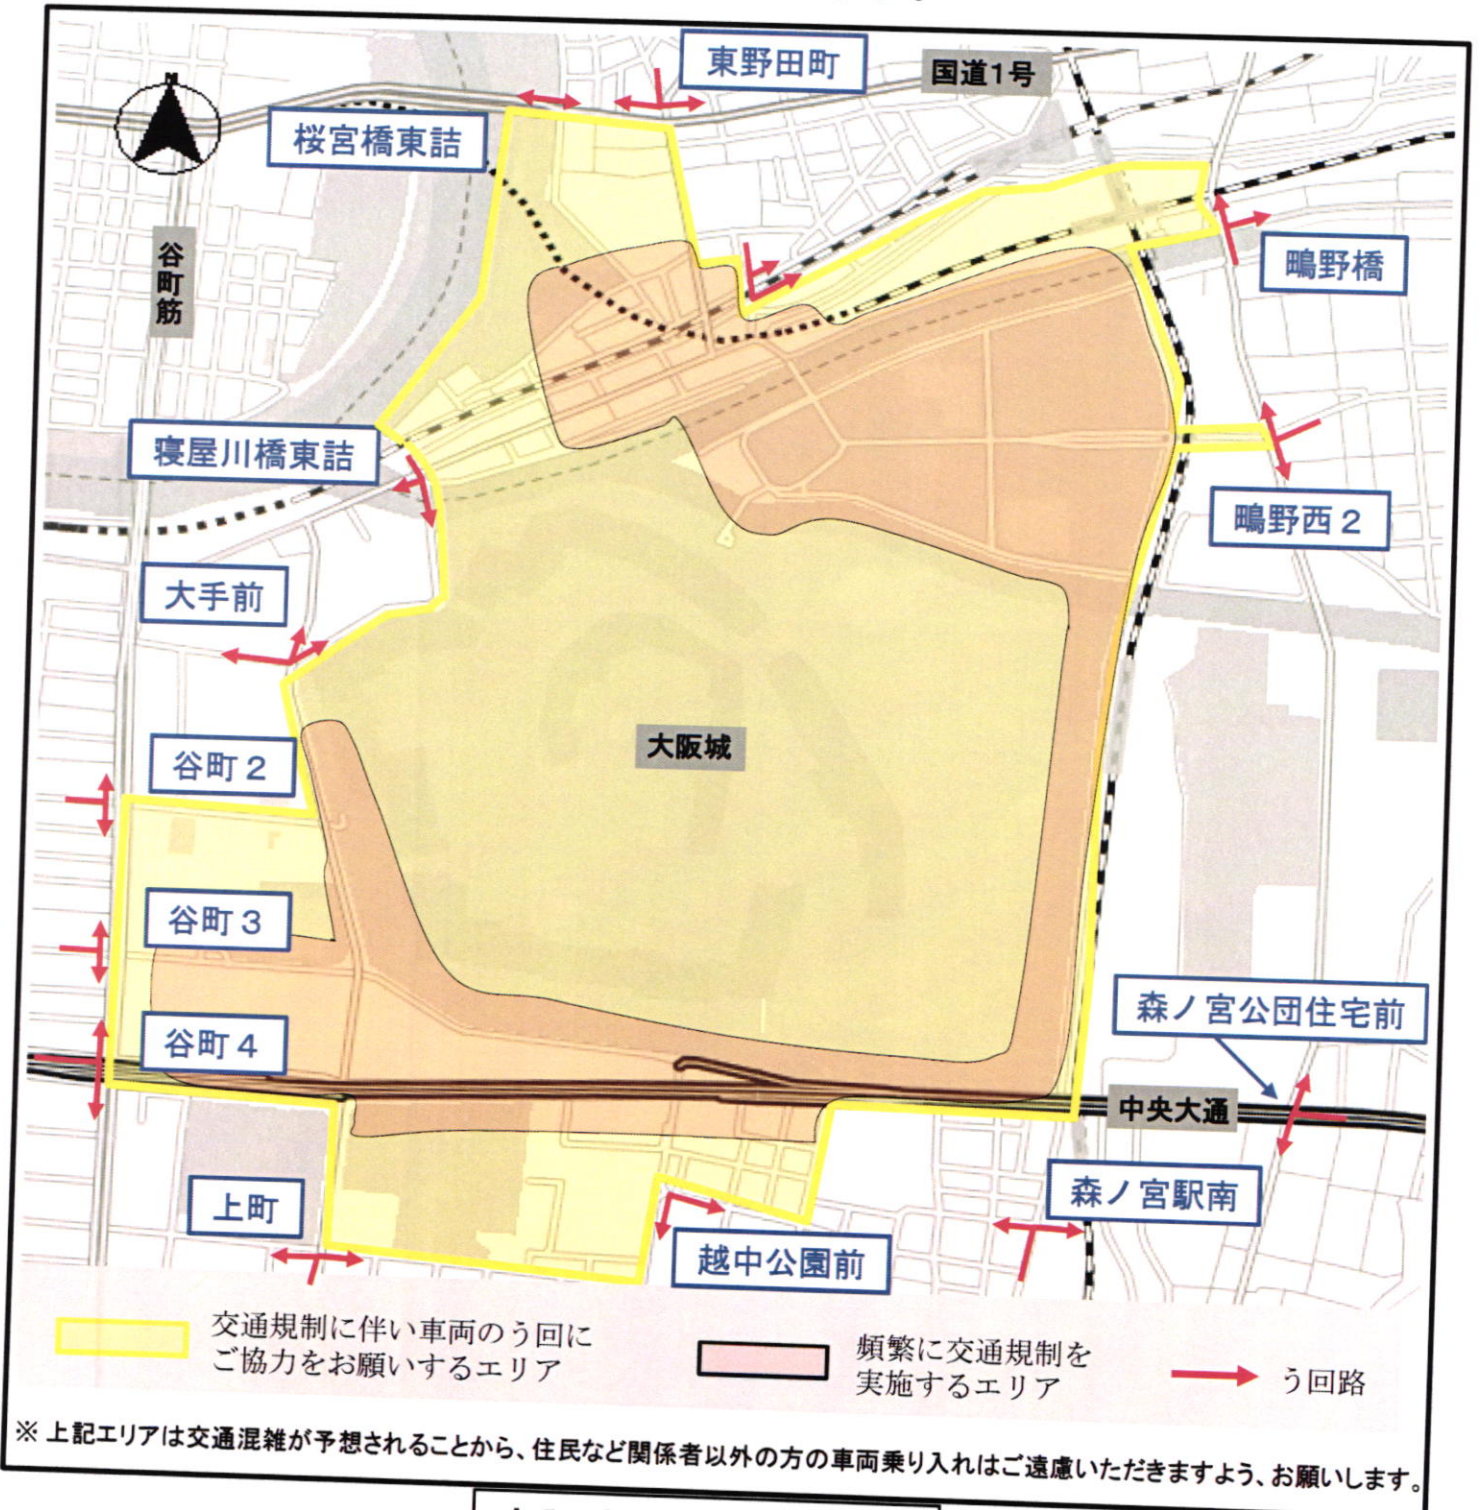 東野田町
国道1号
N
桜宮橋東詰
谷町筋
鴫野橋
寝屋川橋東詰
鴫野西2
大手前
大阪城
谷町2
谷町3
谷町4
森ノ宮公団住宅前
中央大通
森ノ宮駅南
上町
越中公園前
交通規制に伴い車両のう回に
ご協力をお願いするエリア
頻繁に交通規制を
実施するエリア
う回路
※ 上記エリアは交通混雑が予想されることから、住民など関係者以外の方の車両乗り入れはご遠慮いただきますよう、お願いします。